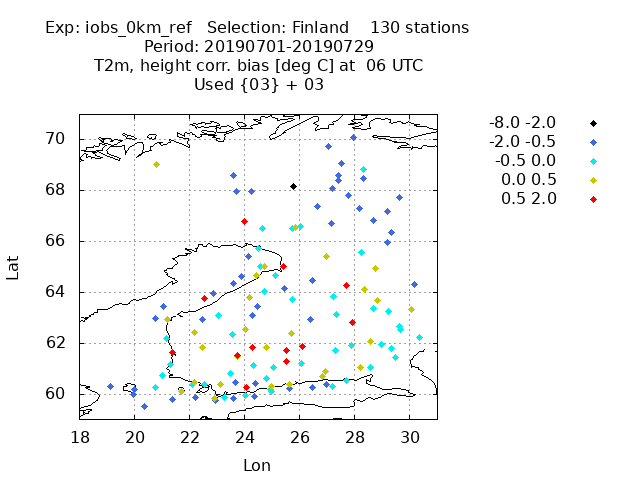 Exp: iobs_0km_ref   Selection: Finland    130 stations
Period: 20190701-20190729
T2m, height corr. bias [deg C] at  06 UTC
Used {03} + 03
-8.0 -2.0
-2.0 -0.5
-0.5 0.0
0.0 0.5
0.5 2.0
Lat
70
68
66
64
62
60
18 20 22 24 26 28 30
Lon